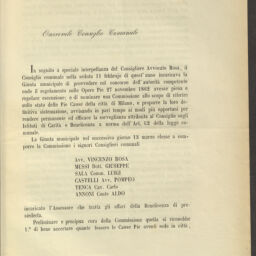 Onorevole Consiglio Comunale
In seguito a speciale interpellanza del Consigliere Avvocato Rosa, il
Consiglio comunale nella seduta 11 febbrajo di quest'anno incaricava la
Giunta municipale di provvedere col concorso dell'autorità competente
onde il regolamento sulle Opere Pie 27 novembre 1862 avesse piena e
regolare esecuzione; e di nominare una Commissione allo scopo di riferire
sullo stato delle Pie Cause della città di Milano, e proporre la loro de-
finitiva sistemazione, avvisando in pari tempo ai modi più opportuni per
rendere permanente ed efficace la sorveglianza attribuita al Consiglio sugli
Istituti di Carità e Beneficenza a norma dell'Art. 82 della legge co-
munale.
La Giunta municipale nel successivo giorno 13 marzo elesse a com-
porre la Commissione i signori Consiglieri comunali
Avv. VINCENZO ROSA
MUSSI Dott. GIUSEPPE
SALA Comm. LUIGI
CASTELLI Avv. POMPEO
TENCA Cav. Carlo
ANNONI Conte ALDO
incaricato l'Assessore che tratta gli affari della Beneficenza di pre-
siederla.
Preliminare e precipua cura della Commissione quella si riconobbe
1.° di bene accertare quante fossero le Cause Pie aventi sede in città,